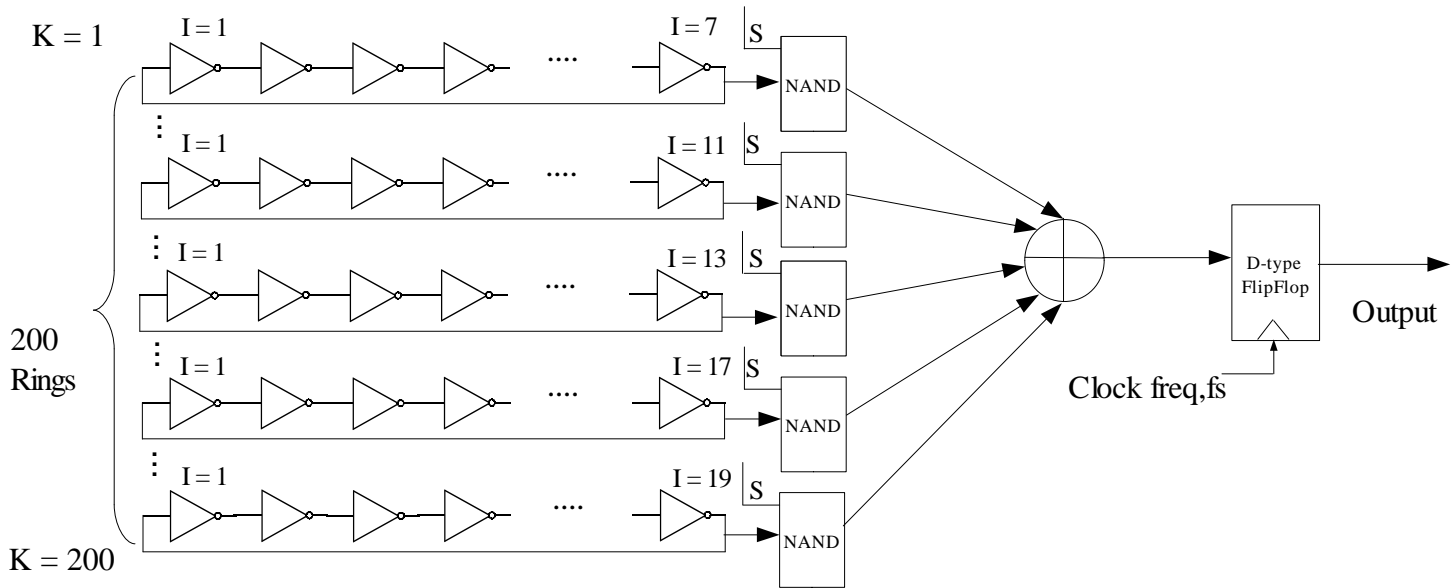 K = 1
I = 1
I = 7
S
NAND
....
I = 1
I = 11
S
NAND
....
I = 1
I = 13
S
NAND
....
I = 1
I = 17
S
NAND
....
I = 1
I = 19
S
NAND
....
200
Rings
K = 200
D-type
FlipFlop
Output
Clock freq,fs